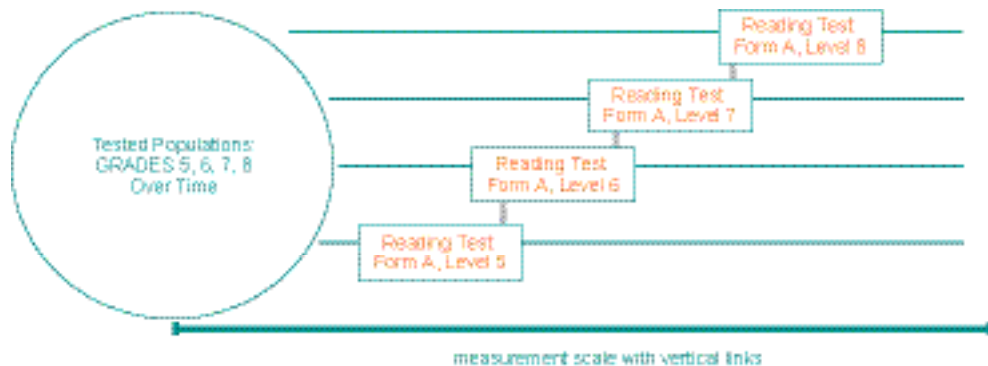 Reading Test
Form A, Level 8
Reading Test
Form A, Level 7
Tested Populations:
GRADES 5, 6, 7, 8
Over Time
Reading Test
Form A, Level 6
Reading Test
Form A, Level 5
measurement scale with vertical links